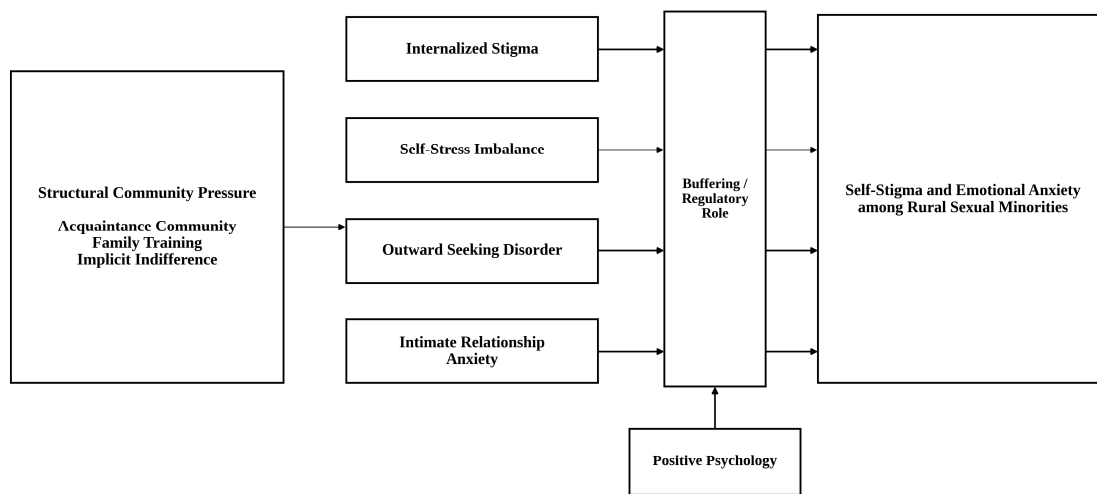 Structural Community Pressure
Acquaintance Community
Family Training
Implicit Indifference
Internalized Stigma
Self-Stress Imbalance
Outward Seeking Disorder
Intimate Relationship
Anxiety
Buffering /
Regulatory
Role
Positive Psychology
Self-Stigma and Emotional Anxiety
among Rural Sexual Minorities